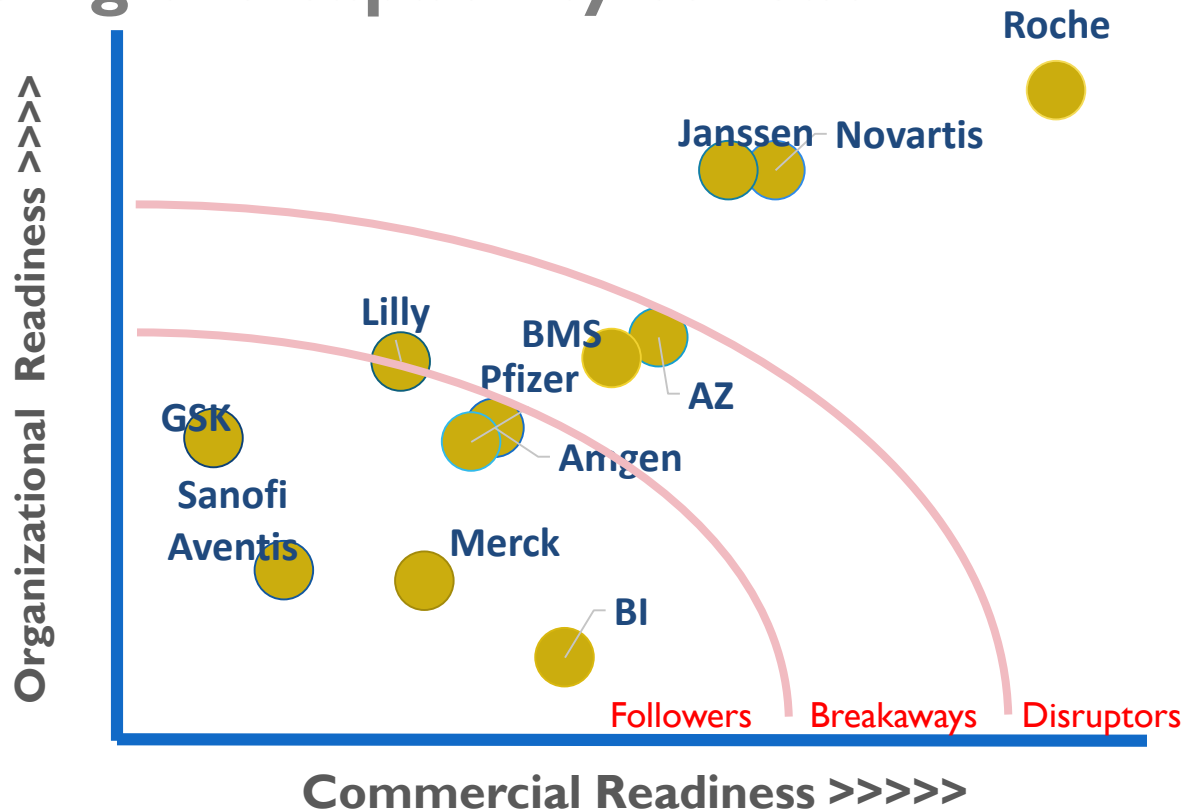 Roche
Janssen
Novartis
Lilly
BMS
Pfizer
AZ
GSK
Amgen
Sanofi
Aventis
Merck
BI
Followers
Breakaways
Disruptors
Organizational Readiness >>>>
Commercial Readiness >>>>>